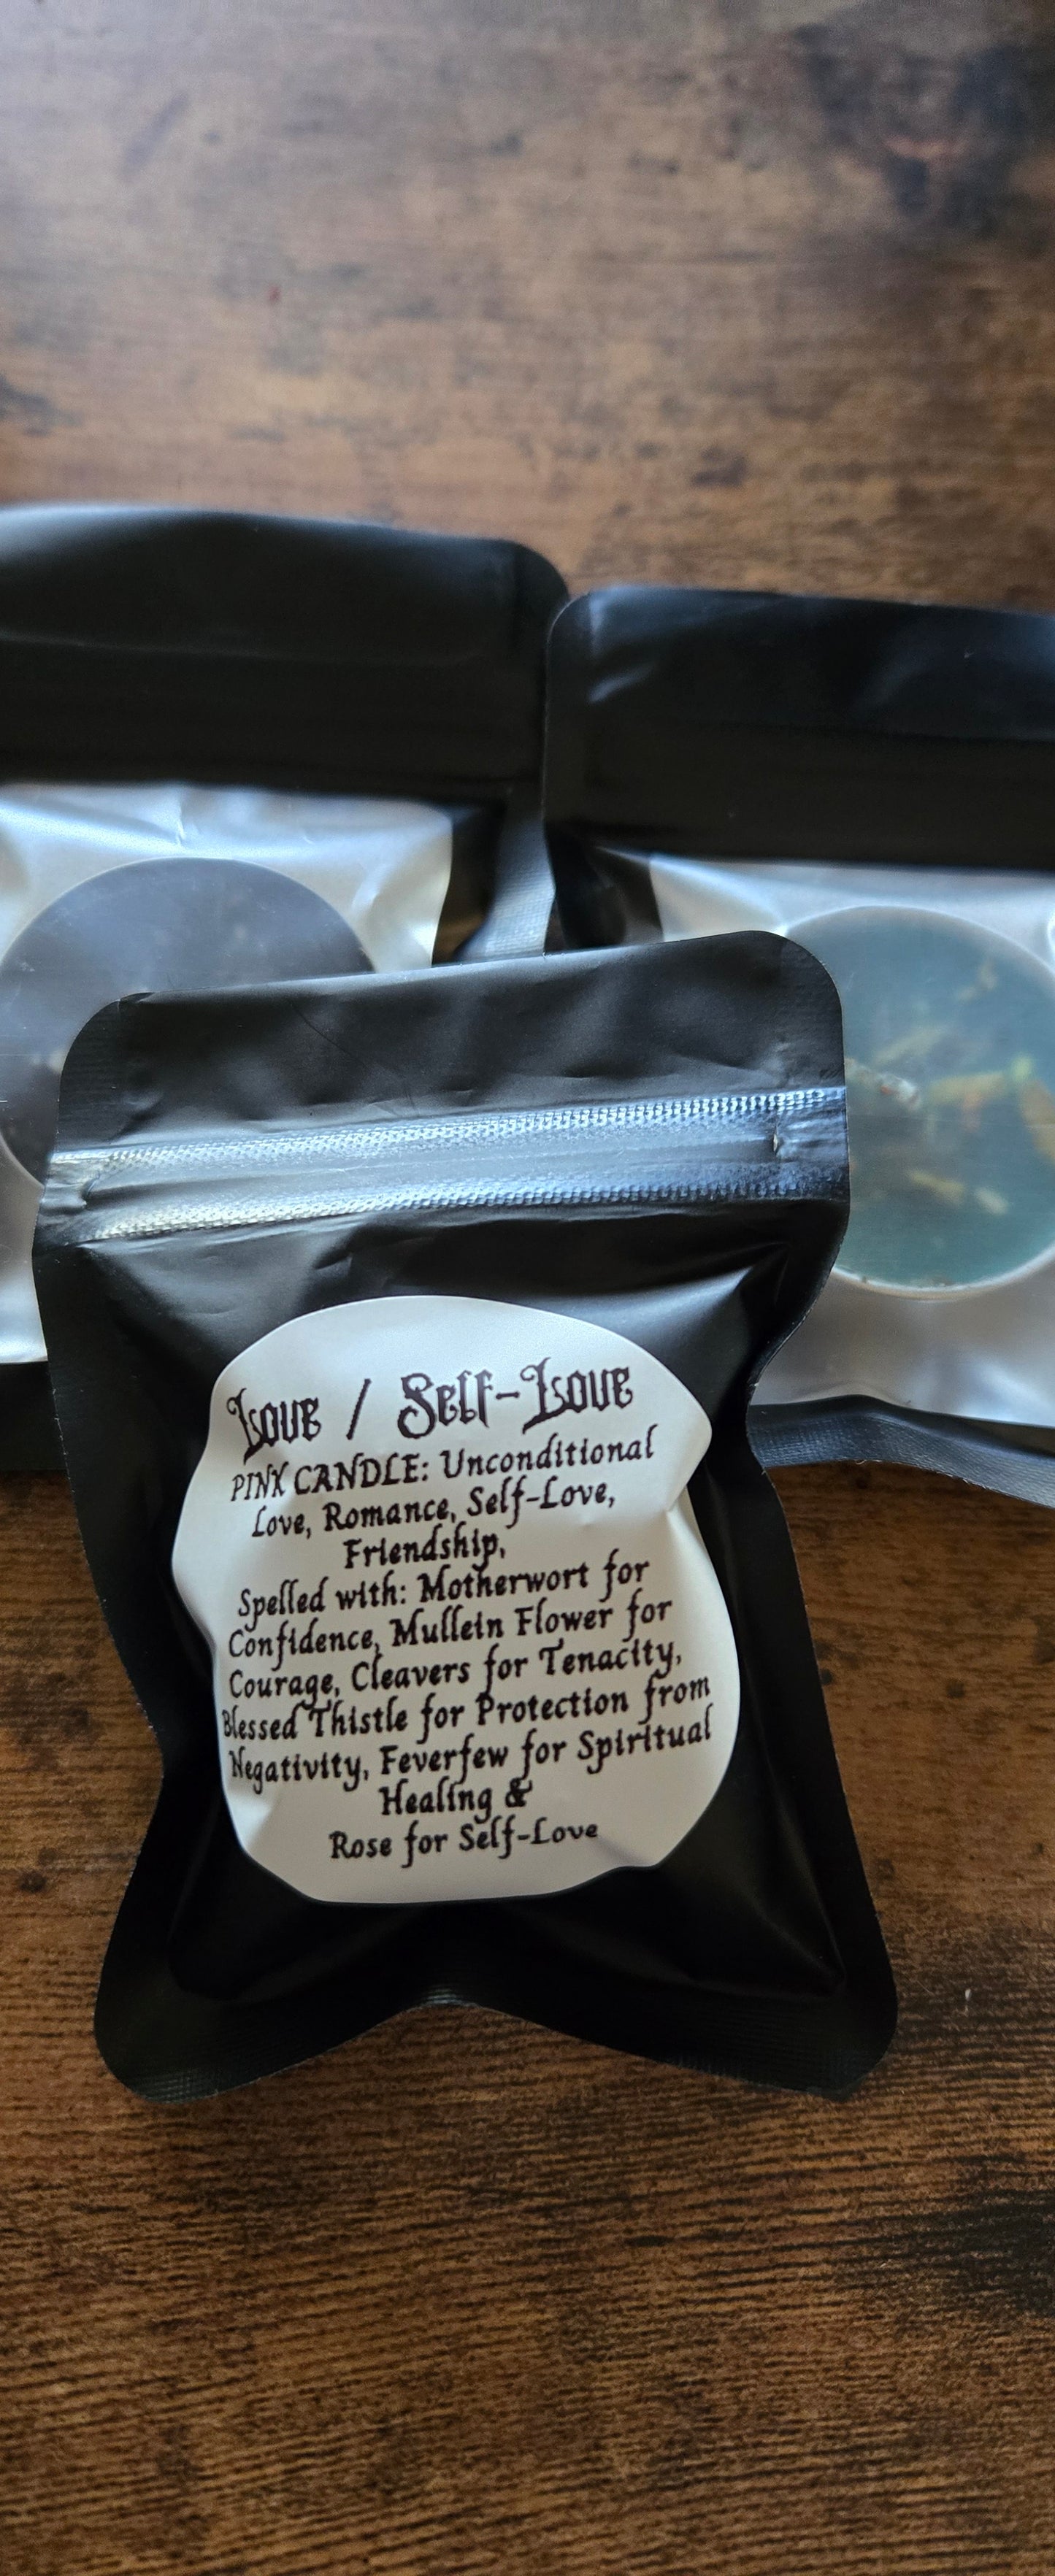 Love / Self-Love
PINK CANDLE: Unconditional
Love, Romance, Self-Love,
Friendship,
Spelled with: Motherwort for
Confidence, Mullein Flower for
Courage, Cleavers for Tenacity,
Blessed Thistle for Protection from
Negativity, Feverfew for Spiritual
Healing &
Rose for Self-Love